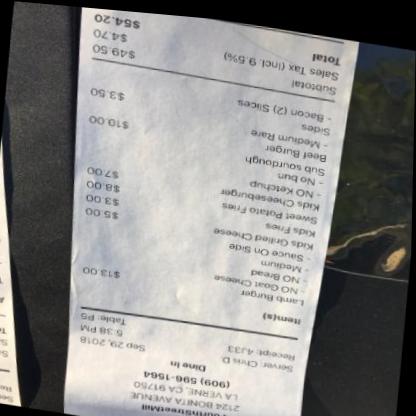 ourthStreetMill
2124 BONITA AVENUE
LA VERNE, CA 91750
(909) 596-1564
Dine In
Server: Chris D Sep 29, 2018
Receipt: 4J33 5:38 PM
Table: P5
Item(s)
Lamb Burger $13.00
- NO Goat Cheese
- NO Bread
- Medium
- Sauce On Side
Kids Grilled Cheese $5.00
Kids Fries $3.00
Sweet Potato Fries $8.00
Kids Cheeseburger $7.00
- NO Ketchup
- No bun
Sub sourdough
Beef Burger $10.00
- Medium Rare
Sides
- Bacon (2) Slices $3.50
Subtotal $49.50
Sales Tax (incl. 9.5%) $4.70
Total $54.20